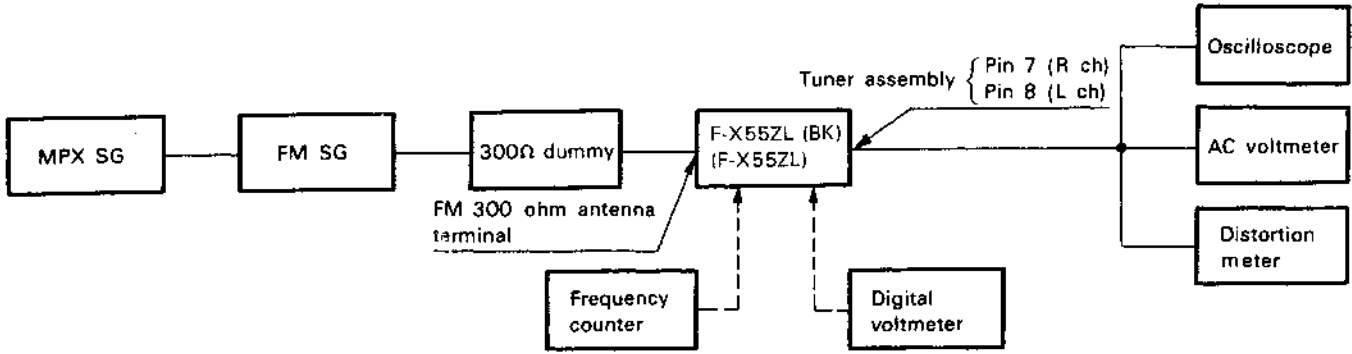 Oscilloscope
Tuner assembly { Pin 7 (R ch)
Pin 8 (L ch)
MPX SG
FM SG
300Ω dummy
F-X55ZL (BK)
(F-X55ZL)
AC voltmeter
FM 300 ohm antenna
terminal
Distortion
meter
Frequency
counter
Digital
voltmeter